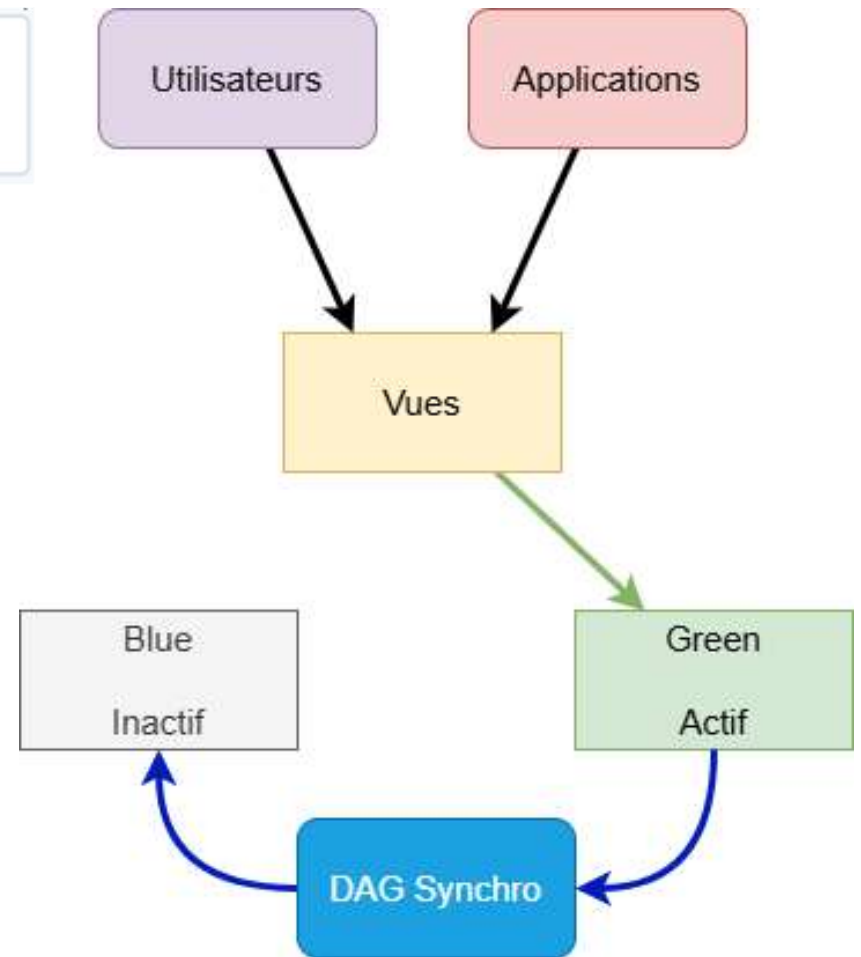 Utilisateurs
Applications
Vues
Blue
Inactif
Green
Actif
DAG Synchro